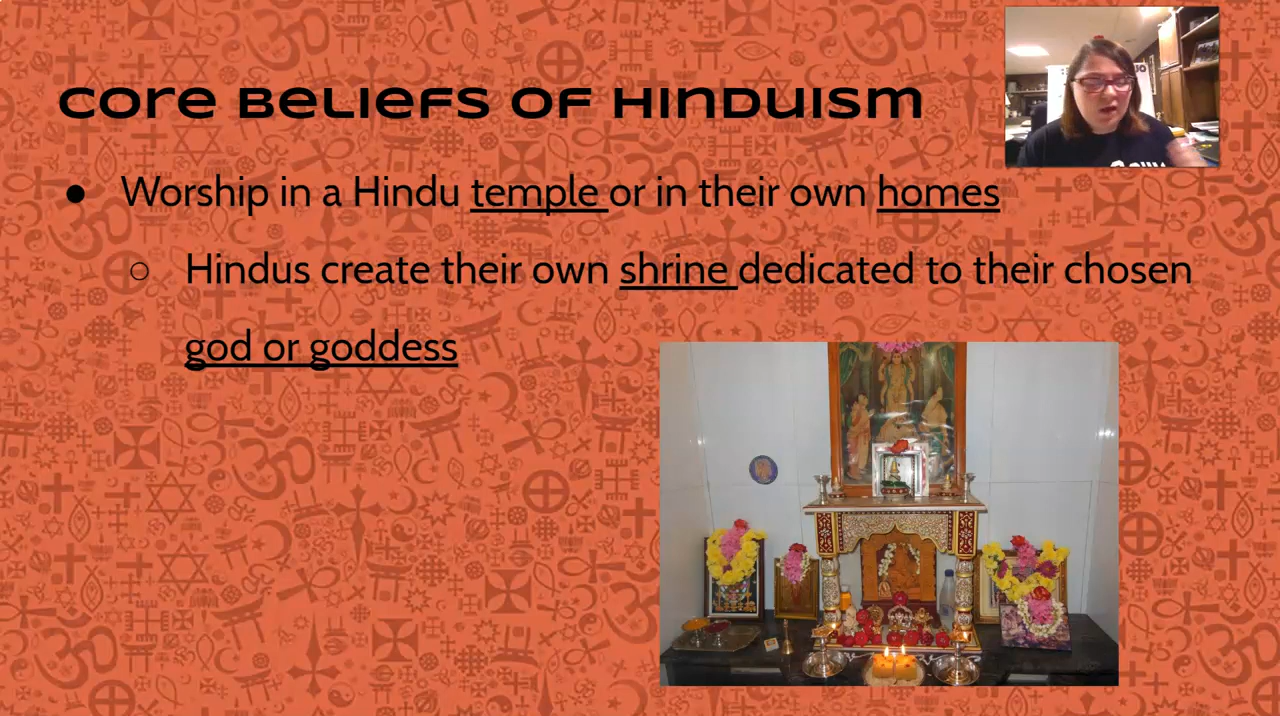 Core Beliefs of Hinduism
● Worship in a Hindu temple or in their own homes
○ Hindus create their own shrine dedicated to their chosen
god or goddess